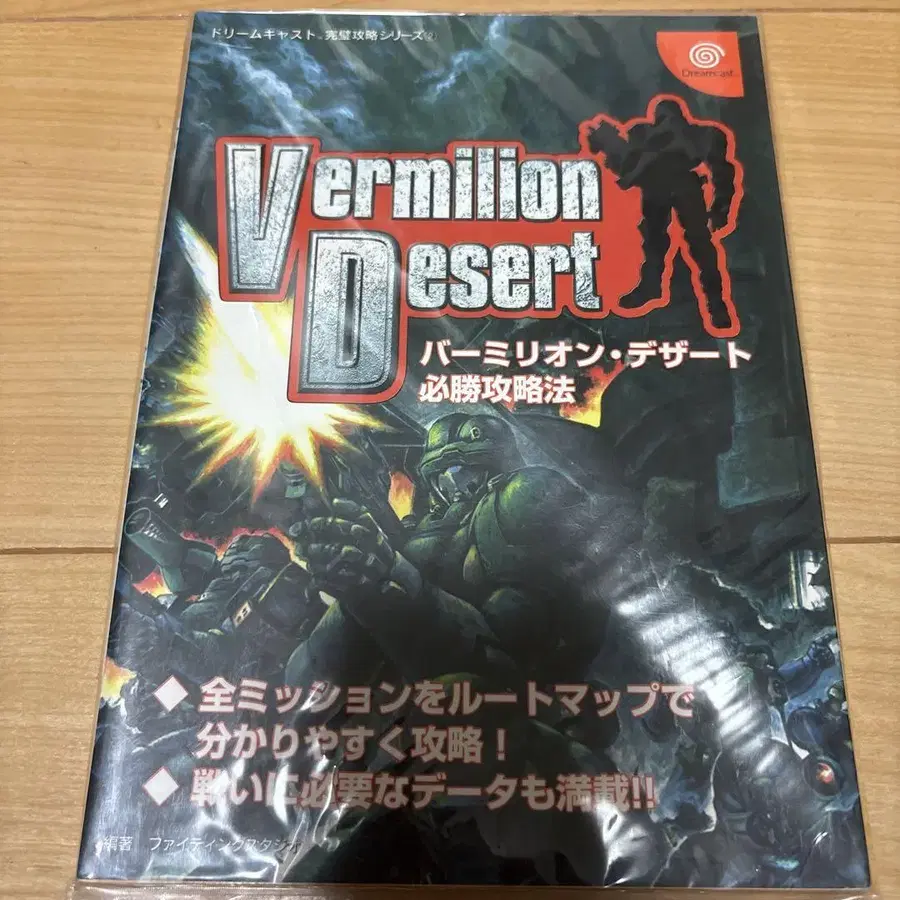 ドリームキャスト完璧攻略シリーズ
Dreamcast
Vermilion
Desert
バーミリオン・デザート
必勝攻略法
◆ 全ミッションをルートマップで
分かりやすく攻略！
◆ 戦いに必要なデータも満載!!
編著 ファイティングスタジオ